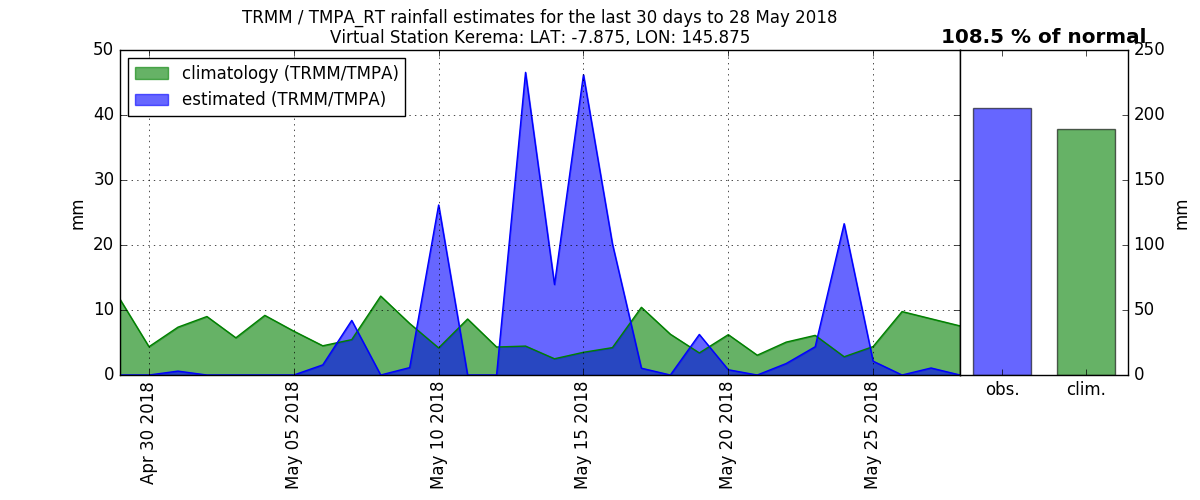 TRMM / TMPA_RT rainfall estimates for the last 30 days to 28 May 2018
Virtual Station Kerema: LAT: -7.875, LON: 145.875
108.5 % of normal
climatology (TRMM/TMPA)
estimated (TRMM/TMPA)
mm
50
40
30
20
10
0
Apr 30 2018
May 05 2018
May 10 2018
May 15 2018
May 20 2018
May 25 2018
obs.
clim.
250
200
150
100
50
0
mm